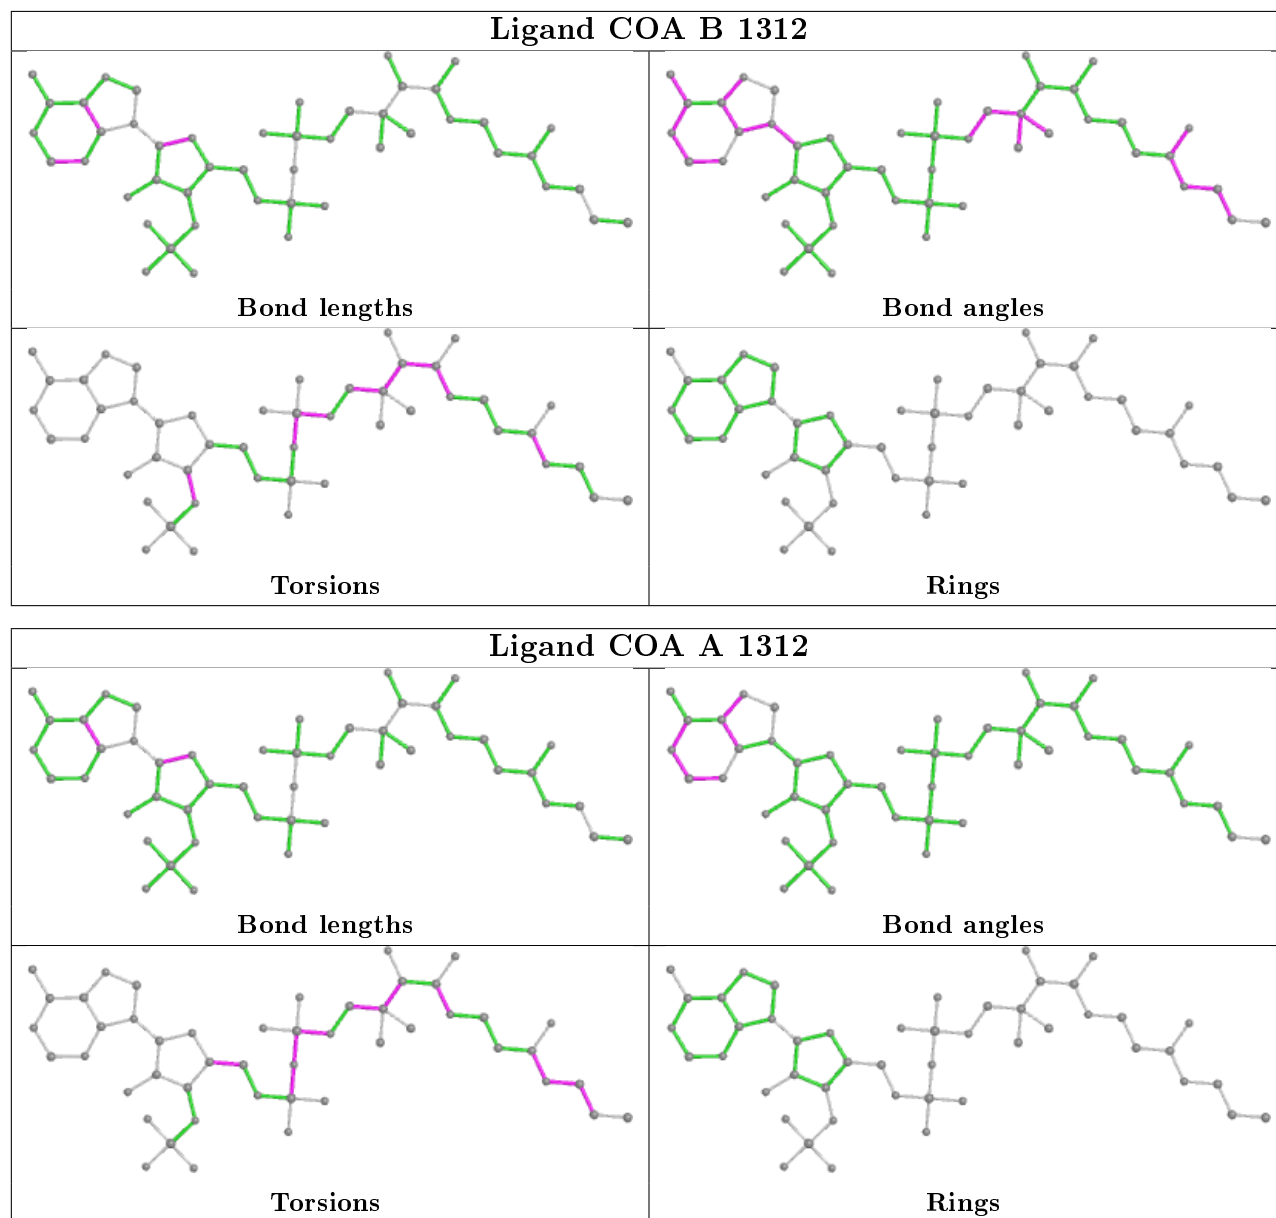 Ligand COA B 1312
Bond lengths
Bond angles
Torsions
Rings
Ligand COA A 1312
Bond lengths
Bond angles
Torsions
Rings